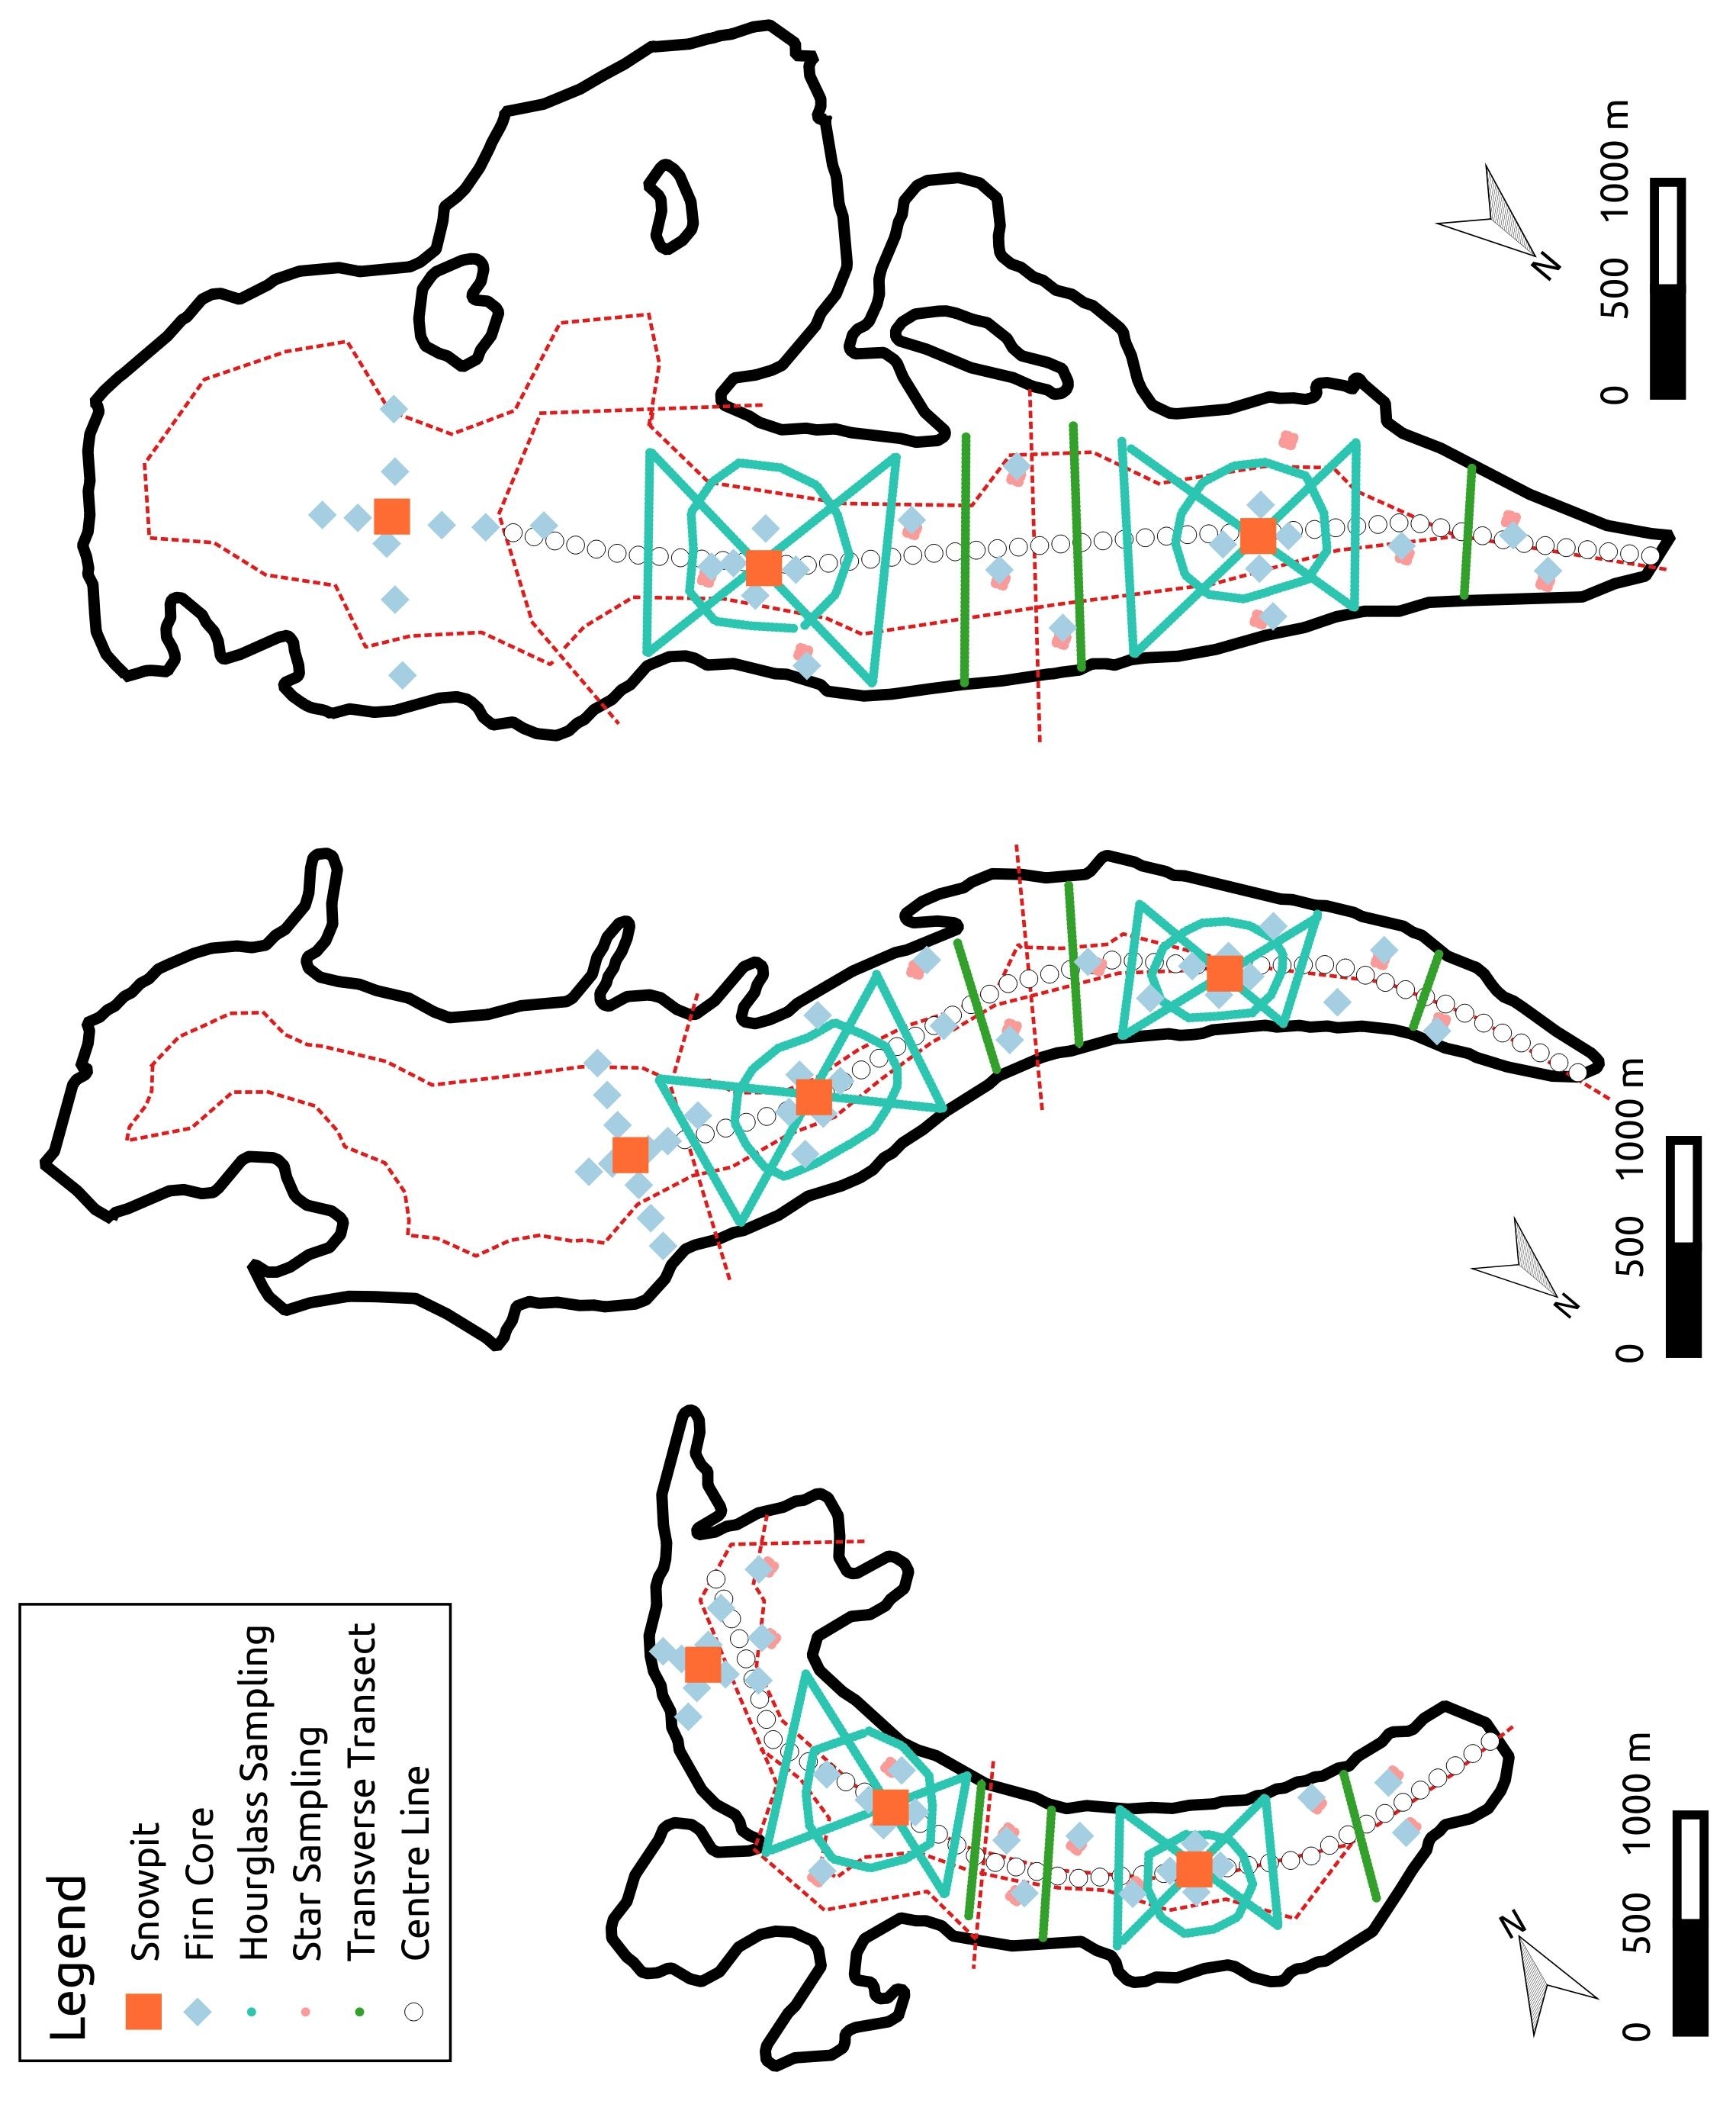 Legend
Snowpit
Firn Core
Hourglass Sampling
Star Sampling
Transverse Transect
Centre Line
N
0 500 1000 m
N
0 500 1000 m
N
0 500 1000 m